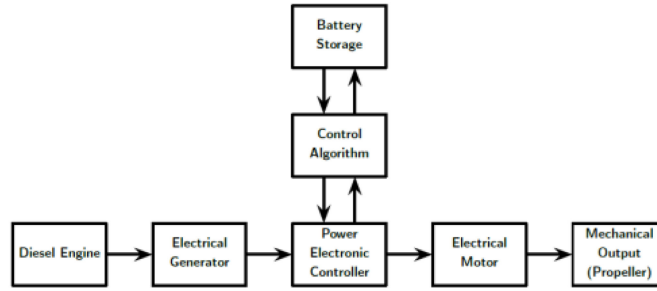 Battery
Storage
Control
Algorithm
Diesel Engine
Electrical
Generator
Power
Electronic
Controller
Electrical
Motor
Mechanical
Output
(Propeller)